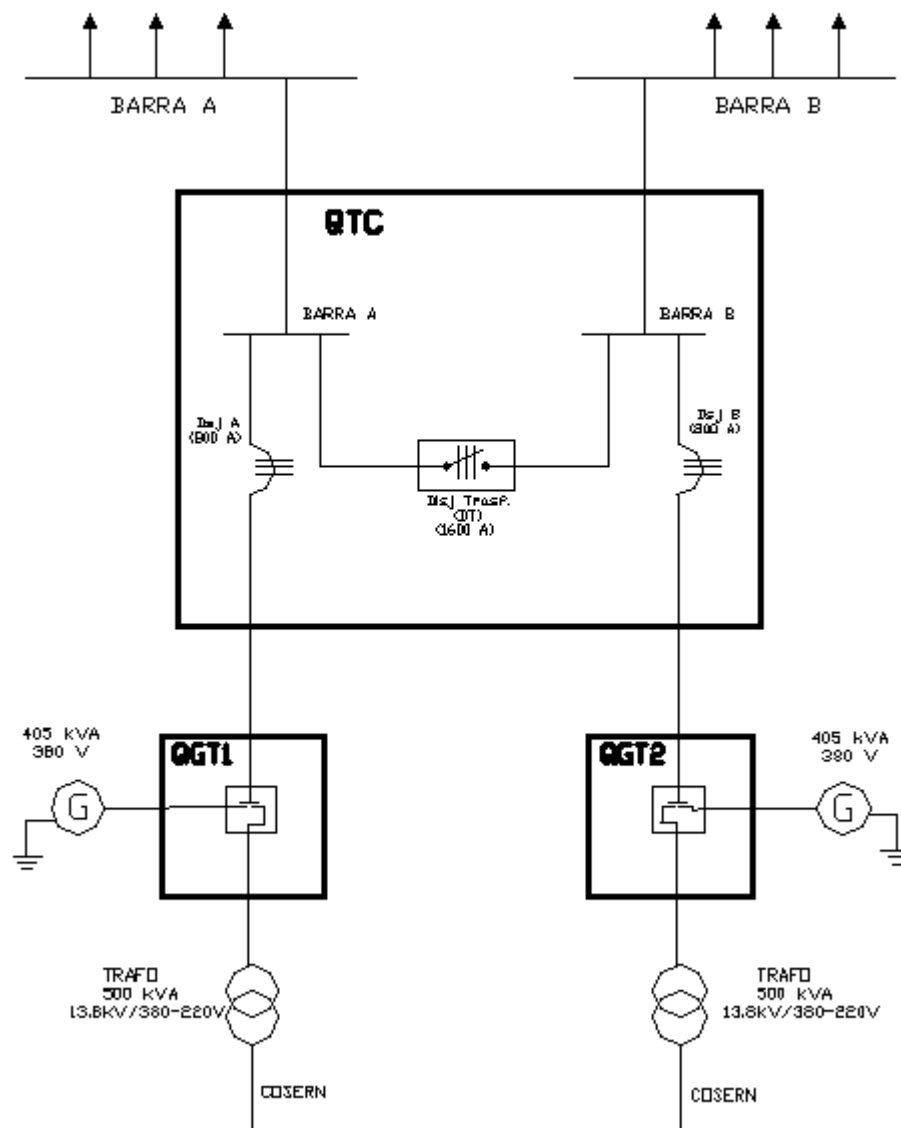 BARRA A
BARRA B
QTC
BARRA A
BARRA B
Dsj A
(800 A)
Dsj B
(800 A)
Disj Trasf.
(DT)
(1600 A)
405 kVA
380 V
QGT1
G
405 kVA
380 V
QGT2
G
TRAFO
500 kVA
13.8kV/380-220V
TRAFO
500 kVA
13.8kV/380-220V
COSERN
COSERN